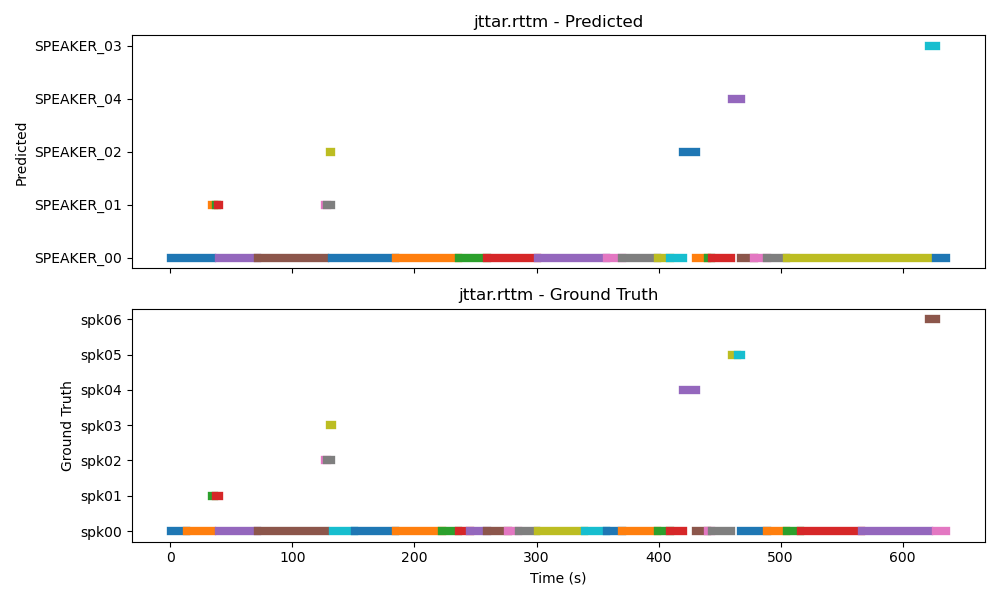 jttar.rttm - Predicted
SPEAKER_03
SPEAKER_04
SPEAKER_02
SPEAKER_01
SPEAKER_00
Predicted
jttar.rttm - Ground Truth
spk06
spk05
spk04
spk03
spk02
spk01
spk00
Ground Truth
0 100 200 300 400 500 600
Time (s)